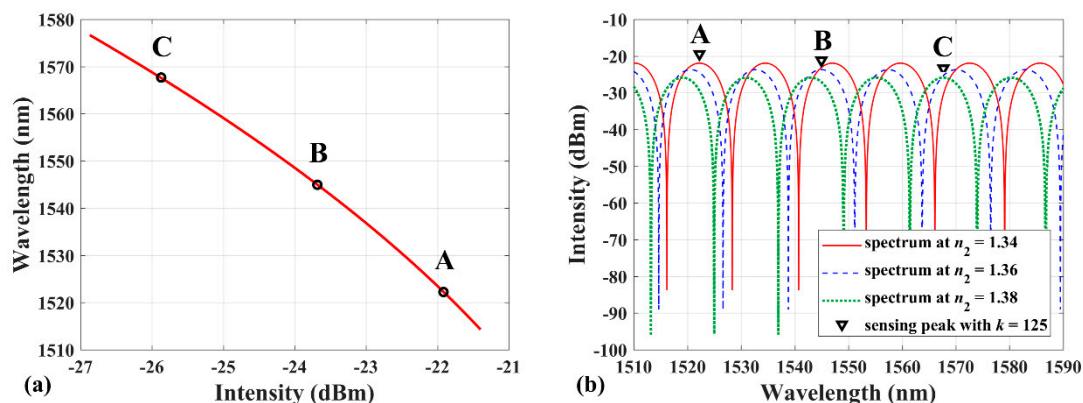 1580
1570
1560
1550
1540
1530
1520
1510
Wavelength (nm)
C
B
A
-27
-26
-25
-24
-23
-22
-21
(a)
Intensity (dBm)
-10
-20
-30
-40
-50
-60
-70
-80
-90
-100
Intensity (dBm)
A
B
C
spectrum at n₂ = 1.34
spectrum at n₂ = 1.36
spectrum at n₂ = 1.38
sensing peak with k = 125
1510 1520 1530 1540 1550 1560 1570 1580 1590
(b)
Wavelength (nm)